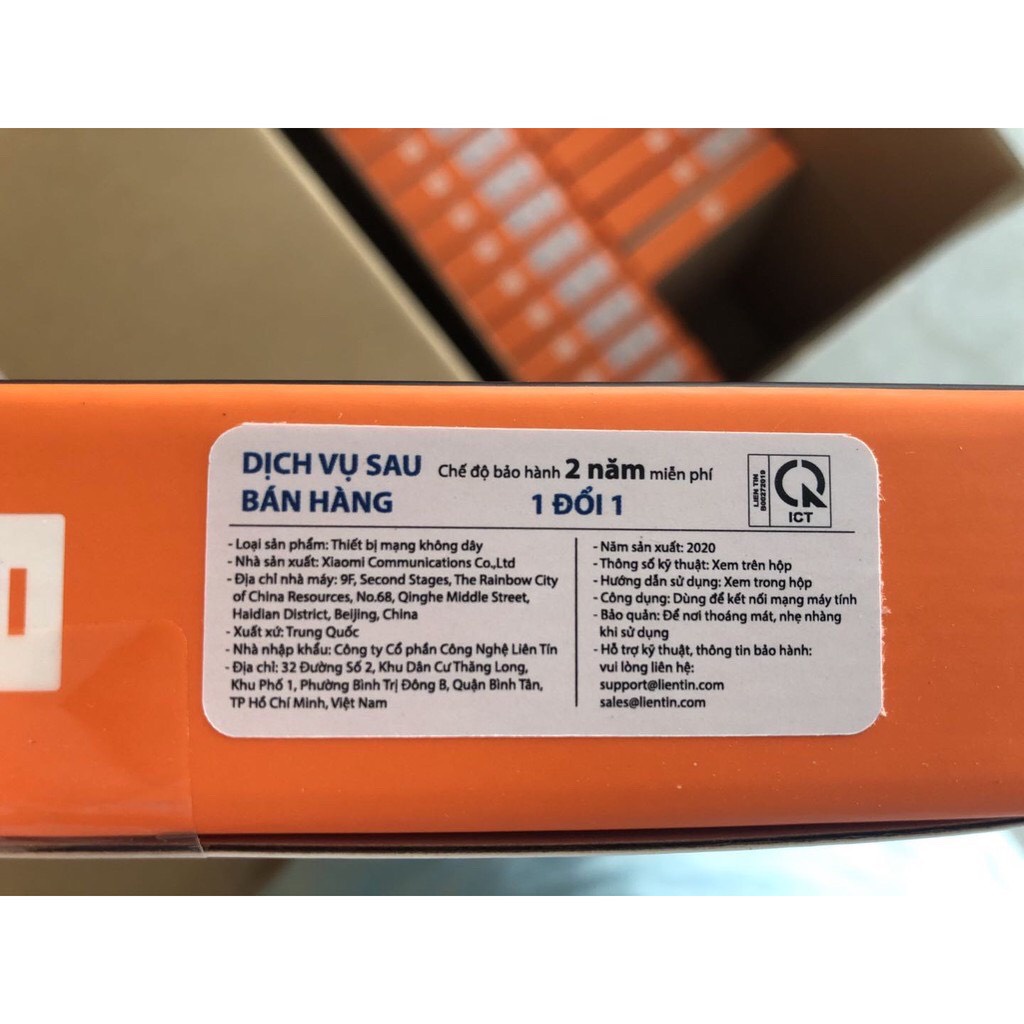 DỊCH VỤ SAU
BÁN HÀNG
Chế độ bảo hành 2 năm miễn phí
1 ĐỔI 1
LIEN TIN
B00272019
ICT
- Loại sản phẩm: Thiết bị mạng không dây
- Nhà sản xuất: Xiaomi Communications Co.,Ltd
- Địa chỉ nhà máy: 9F, Second Stages, The Rainbow City
of China Resources, No.68, Qinghe Middle Street,
Haidian District, Beijing, China
- Xuất xứ: Trung Quốc
- Nhà nhập khẩu: Công ty Cổ phần Công Nghệ Liên Tín
- Địa chỉ: 32 Đường Số 2, Khu Dân Cư Thăng Long,
Khu Phố 1, Phường Bình Trị Đông B, Quận Bình Tân,
TP Hồ Chí Minh, Việt Nam
- Năm sản xuất: 2020
- Thông số kỹ thuật: Xem trên hộp
- Hướng dẫn sử dụng: Xem trong hộp
- Công dụng: Dùng để kết nối mạng máy tính
- Bảo quản: Để nơi thoáng mát, nhẹ nhàng
khi sử dụng
- Hỗ trợ kỹ thuật, thông tin bảo hành:
vui lòng liên hệ:
support@lientin.com
sales@lientin.com